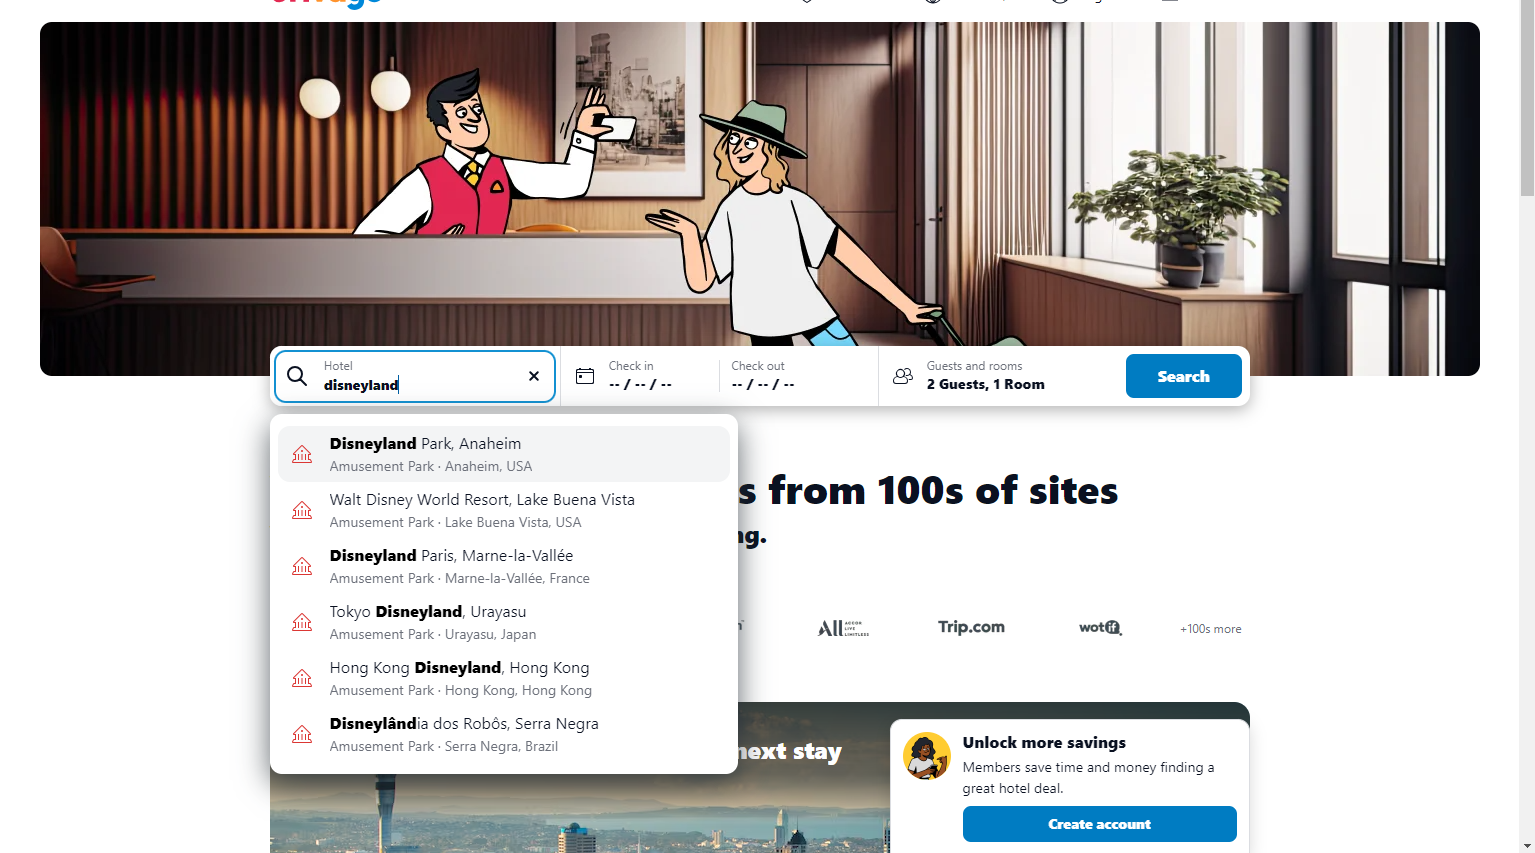 Hotel
disneyland
Check in
-- / -- / --
Check out
-- / -- / --
Guests and rooms
2 Guests, 1 Room
Search
Disneyland Park, Anaheim
Amusement Park · Anaheim, USA
Walt Disney World Resort, Lake Buena Vista
Amusement Park · Lake Buena Vista, USA
Disneyland Paris, Marne-la-Vallée
Amusement Park · Marne-la-Vallée, France
Tokyo Disneyland, Urayasu
Amusement Park · Urayasu, Japan
Hong Kong Disneyland, Hong Kong
Amusement Park · Hong Kong, Hong Kong
Disneylândia dos Robôs, Serra Negra
Amusement Park · Serra Negra, Brazil
s from 100s of sites
ng.
ALL ACCOR LIVE LIMITLESS
Trip.com
wotif
+100s more
next stay
Unlock more savings
Members save time and money finding a
great hotel deal.
Create account